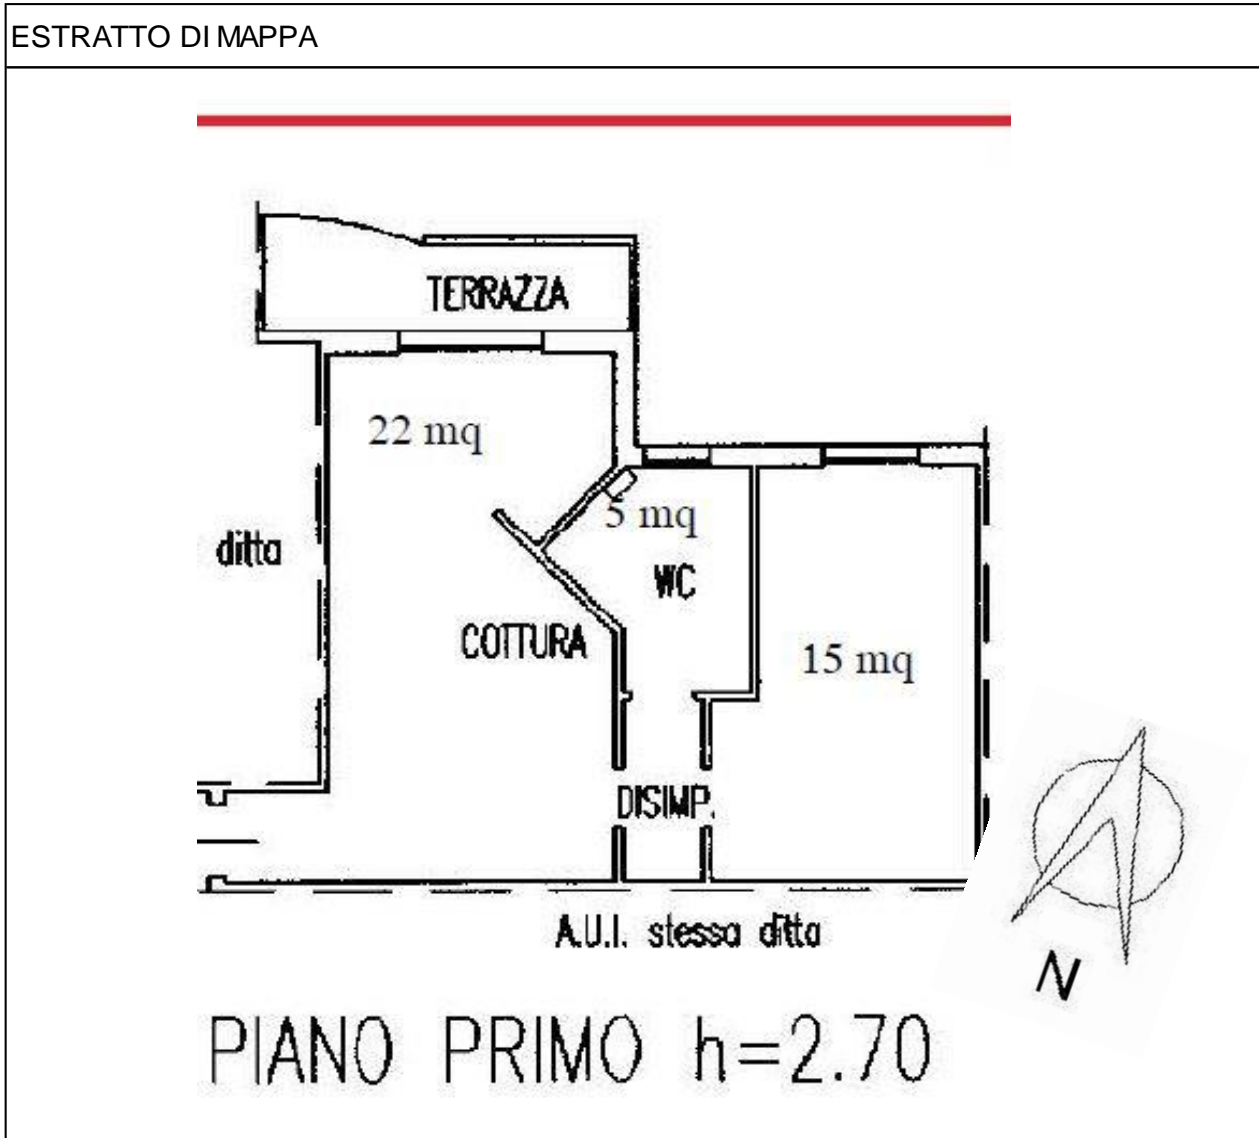 ESTRATTO DI MAPPA
TERRAZZA
22 mq
5 mq
ditta
WC
COTTURA
15 mq
DISIMP.
A.U.I. stessa ditta
N
PIANO PRIMO h=2.70